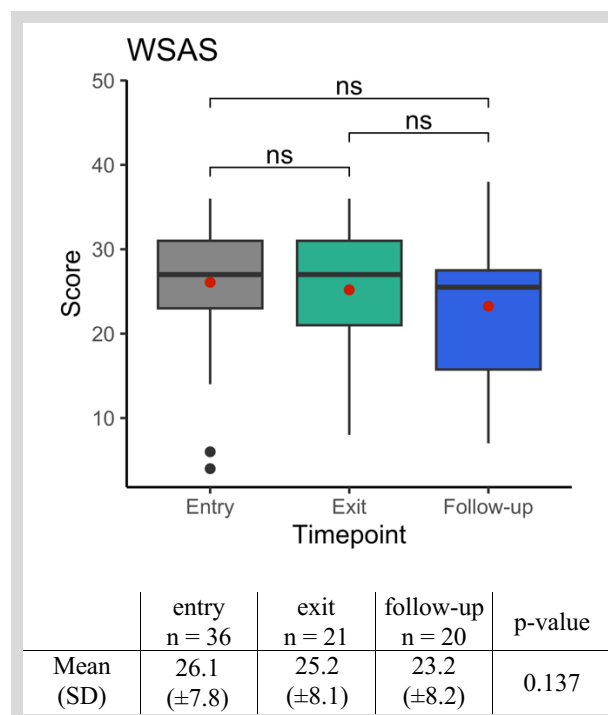 WSAS
50
40
30
20
10
Score
ns
ns
ns
Entry Exit Follow-up
Timepoint
entry exit follow-up p-value
n = 36 n = 21 n = 20
Mean 26.1 25.2 23.2 0.137
(SD) (±7.8) (±8.1) (±8.2)